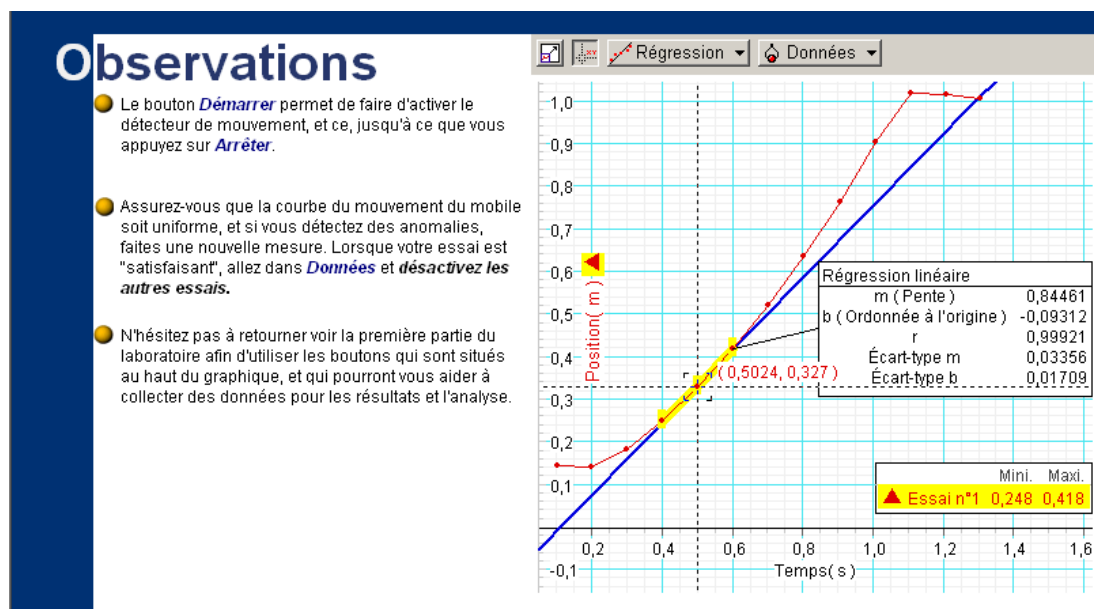 Observations
Le bouton Démarrer permet de faire d'activer le
détecteur de mouvement, et ce, jusqu'à ce que vous
appuyez sur Arrêter.
Assurez-vous que la courbe du mouvement du mobile
soit uniforme, et si vous détectez des anomalies,
faites une nouvelle mesure. Lorsque votre essai est
"satisfaisant", allez dans Données et désactivez les
autres essais.
N'hésitez pas à retourner voir la première partie du
laboratoire afin d'utiliser les boutons qui sont situés
au haut du graphique, et qui pourront vous aider à
collecter des données pour les résultats et l'analyse.
Régression
Données
1,0
0,9
0,8
0,7
0,6
0,5
0,4
0,3
0,2
0,1
-0,1
Position( m )
( 0,5024, 0,327 )
Régression linéaire
m ( Pente ) 0,84461
b ( Ordonnée à l'origine ) -0,09312
r 0,99921
Écart-type m 0,03356
Écart-type b 0,01709
Mini. Maxi.
Essai n°1 0,248 0,418
0,2 0,4 0,6 0,8 1,0 1,2 1,4 1,6
Temps( s )